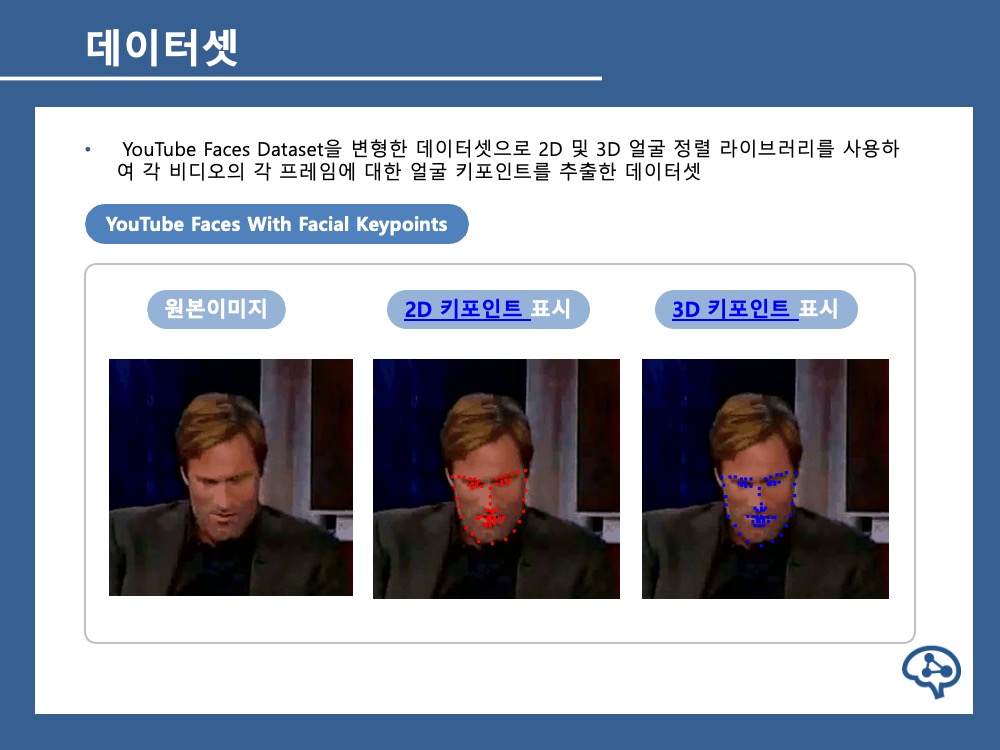 데이터셋
• YouTube Faces Dataset을 변형한 데이터셋으로 2D 및 3D 얼굴 정렬 라이브러리를 사용하
여 각 비디오의 각 프레임에 대한 얼굴 키포인트를 추출한 데이터셋
YouTube Faces With Facial Keypoints
원본이미지
2D 키포인트 표시
3D 키포인트 표시